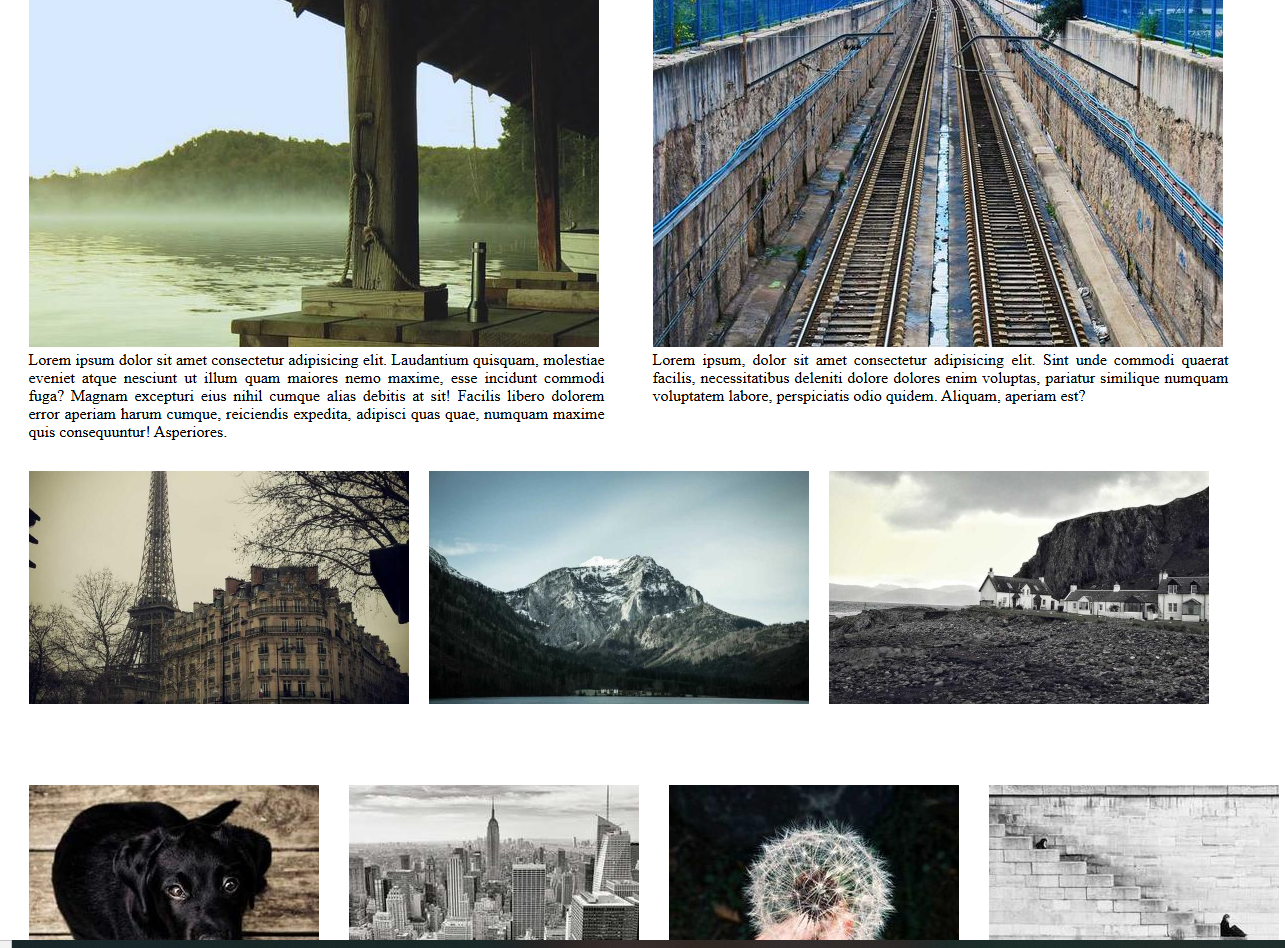 Lorem ipsum dolor sit amet consectetur adipisicing elit. Laudantium quisquam, molestiae
eveniet atque nesciunt ut illum quam maiores nemo maxime, esse incidunt commodi
fuga? Magnam excepturi eius nihil cumque alias debitis at sit! Facilis libero dolorem
error aperiam harum cumque, reiciendis expedita, adipisci quas quae, numquam maxime
quis consequuntur! Asperiores.
Lorem ipsum, dolor sit amet consectetur adipisicing elit. Sint unde commodi quaerat
facilis, necessitatibus deleniti dolore dolores enim voluptas, pariatur similique numquam
voluptatem labore, perspiciatis odio quidem. Aliquam, aperiam est?